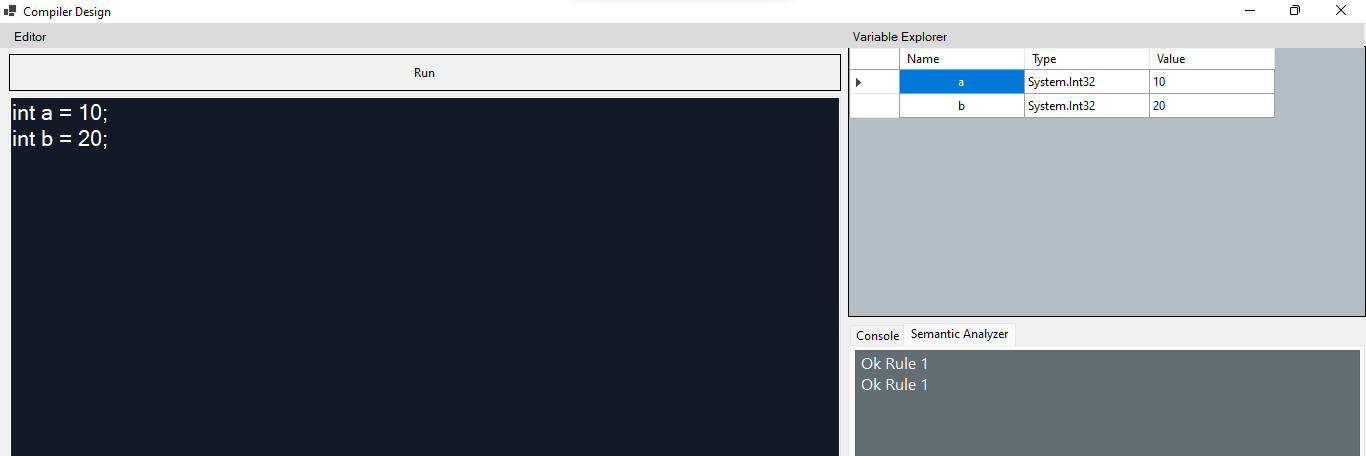 Compiler Design
Editor
Run
int a = 10;
int b = 20;
Variable Explorer
Name Type Value
a System.Int32 10
b System.Int32 20
Console Semantic Analyzer
Ok Rule 1
Ok Rule 1